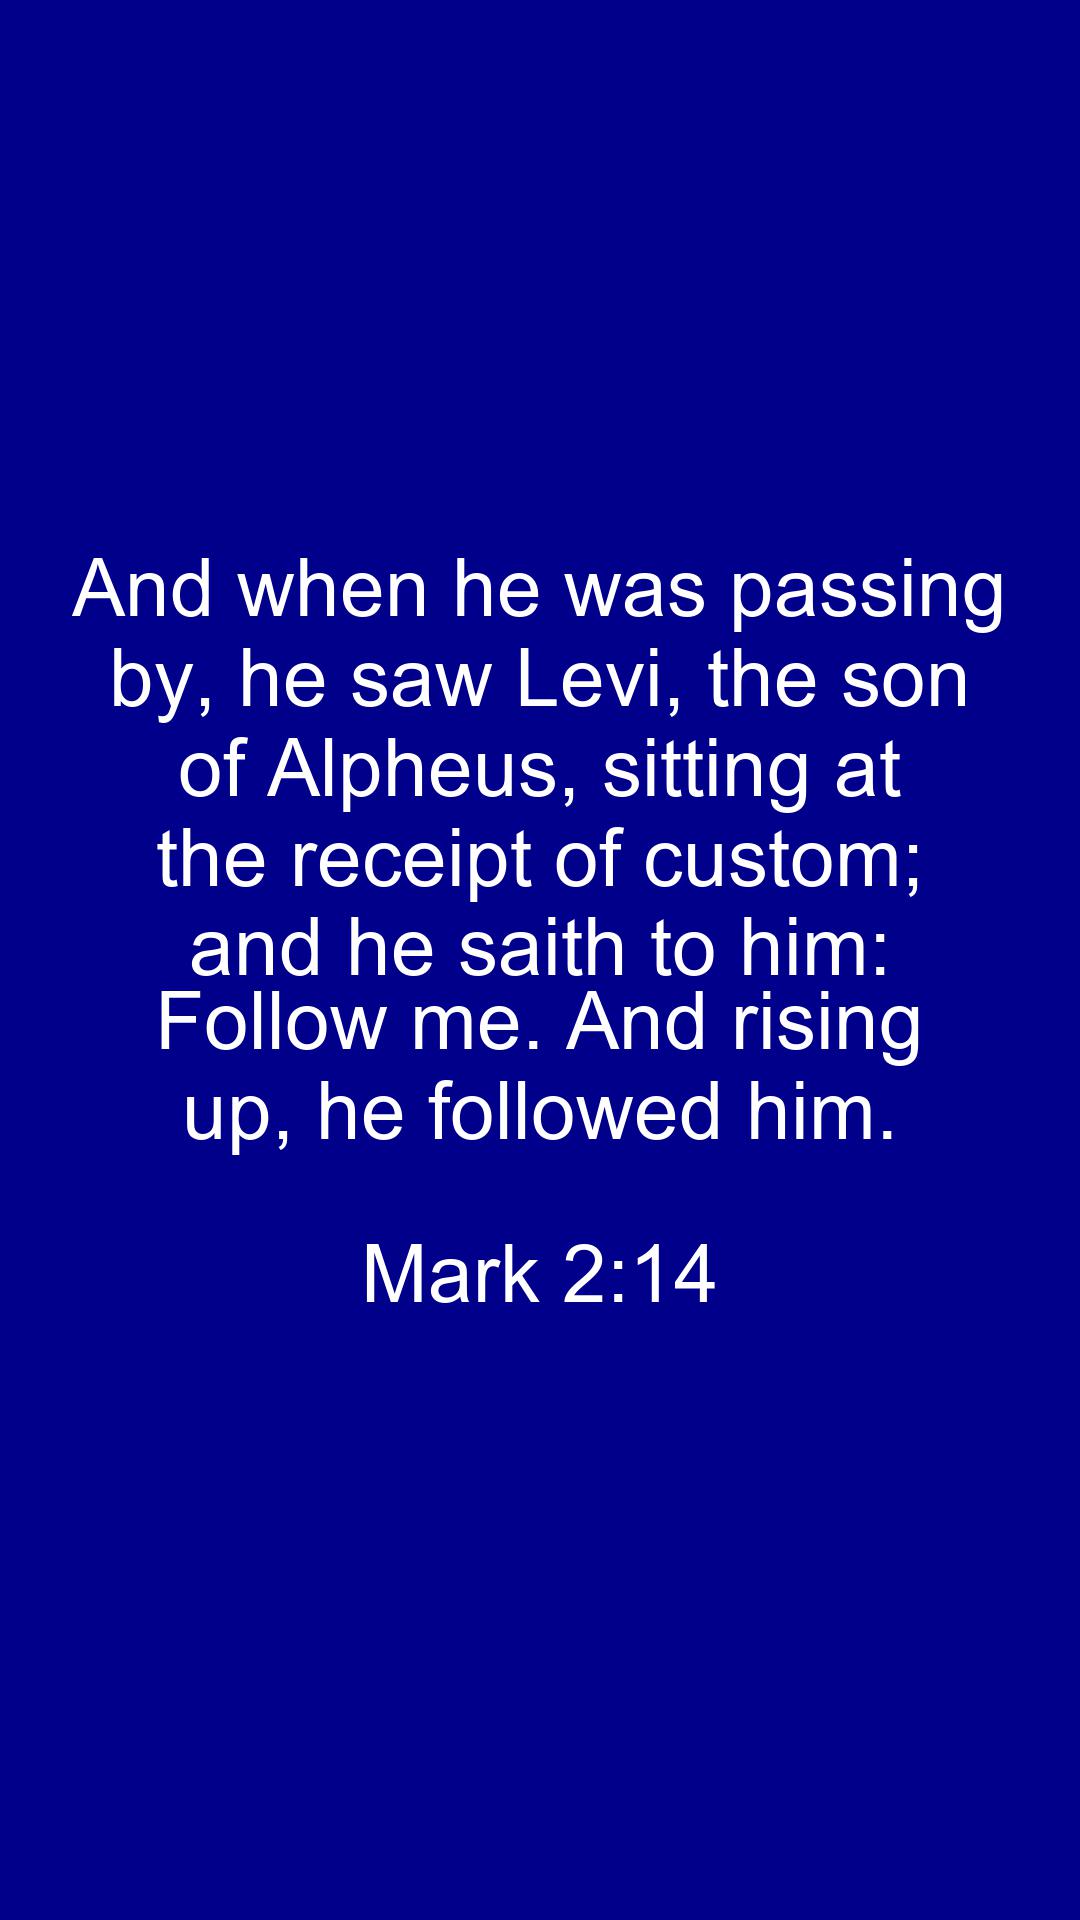 And when he was passing
by, he saw Levi, the son
of Alpheus, sitting at
the receipt of custom;
and he saith to him:
Follow me. And rising
up, he followed him.
Mark 2:14